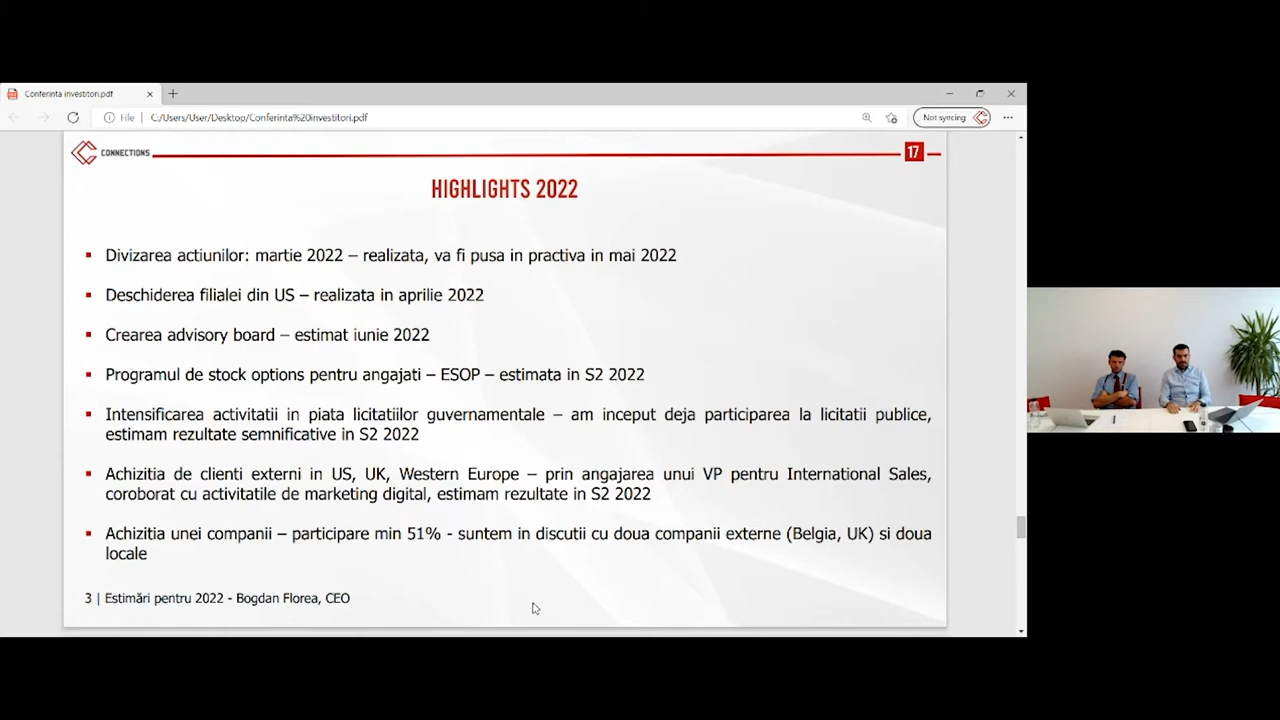 Conferinta investitori.pdf
File
C:/Users/User/Desktop/Conferinta%20investitori.pdf
Not syncing
CONNECTIONS
17
HIGHLIGHTS 2022
Divizarea actiunilor: martie 2022 – realizata, va fi pusa in practiva in mai 2022
Deschiderea filialei din US – realizata in aprilie 2022
Crearea advisory board – estimat iunie 2022
Programul de stock options pentru angajati – ESOP – estimata in S2 2022
Intensificarea activitatii in piata licitatiilor guvernamentale – am inceput deja participarea la licitatii publice,
estimam rezultate semnificative in S2 2022
Achizitia de clienti externi in US, UK, Western Europe – prin angajarea unui VP pentru International Sales,
coroborat cu activitatile de marketing digital, estimam rezultate in S2 2022
Achizitia unei companii – participare min 51% - suntem in discutii cu doua companii externe (Belgia, UK) si doua
locale
3 | Estimări pentru 2022 - Bogdan Florea, CEO